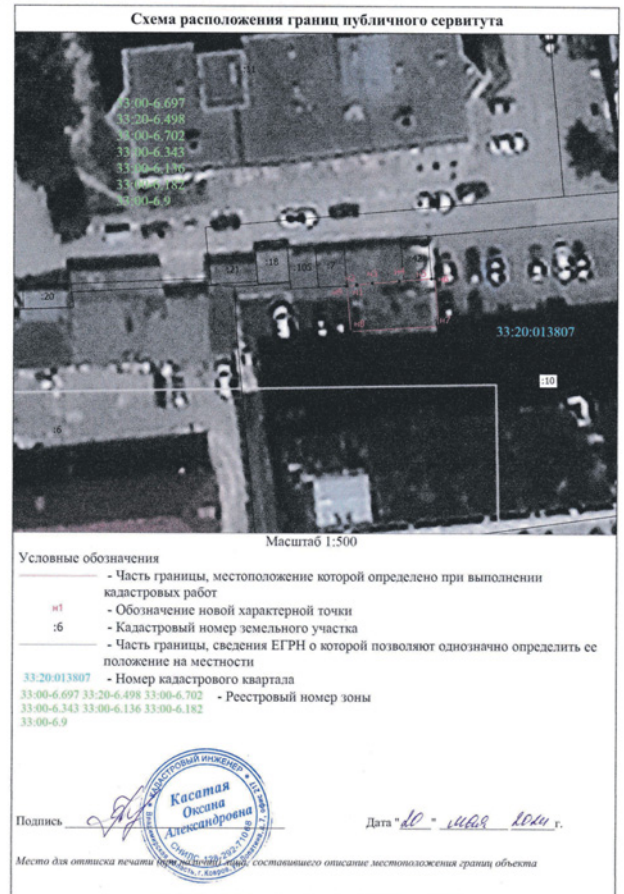 Схема расположения границ публичного сервитута
33:00-6.697
33:20-6.498
33:00-6.702
33:00-6.343
33:00-6.136
33:00-6.182
33:00-6.9
:18
:105
:7
:20
33:20:013807
:10
:6
Масштаб 1:500
Условные обозначения
- Часть границы, местоположение которой определено при выполнении
кадастровых работ
н1 - Обозначение новой характерной точки
:6 - Кадастровый номер земельного участка
- Часть границы, сведения ЕГРН о которой позволяют однозначно определить ее
положение на местности
33:20:013807 - Номер кадастрового квартала
33:00-6.697 33:20-6.498 33:00-6.702 - Реестровый номер зоны
33:00-6.343 33:00-6.136 33:00-6.182
33:00-6.9
КАДАСТРОВЫЙ ИНЖЕНЕР
Касатая
Оксана
Александровна
Подпись
Дата "20" мая 2024 г.
Место для оттиска печати лица, составившего описание местоположения границ объекта